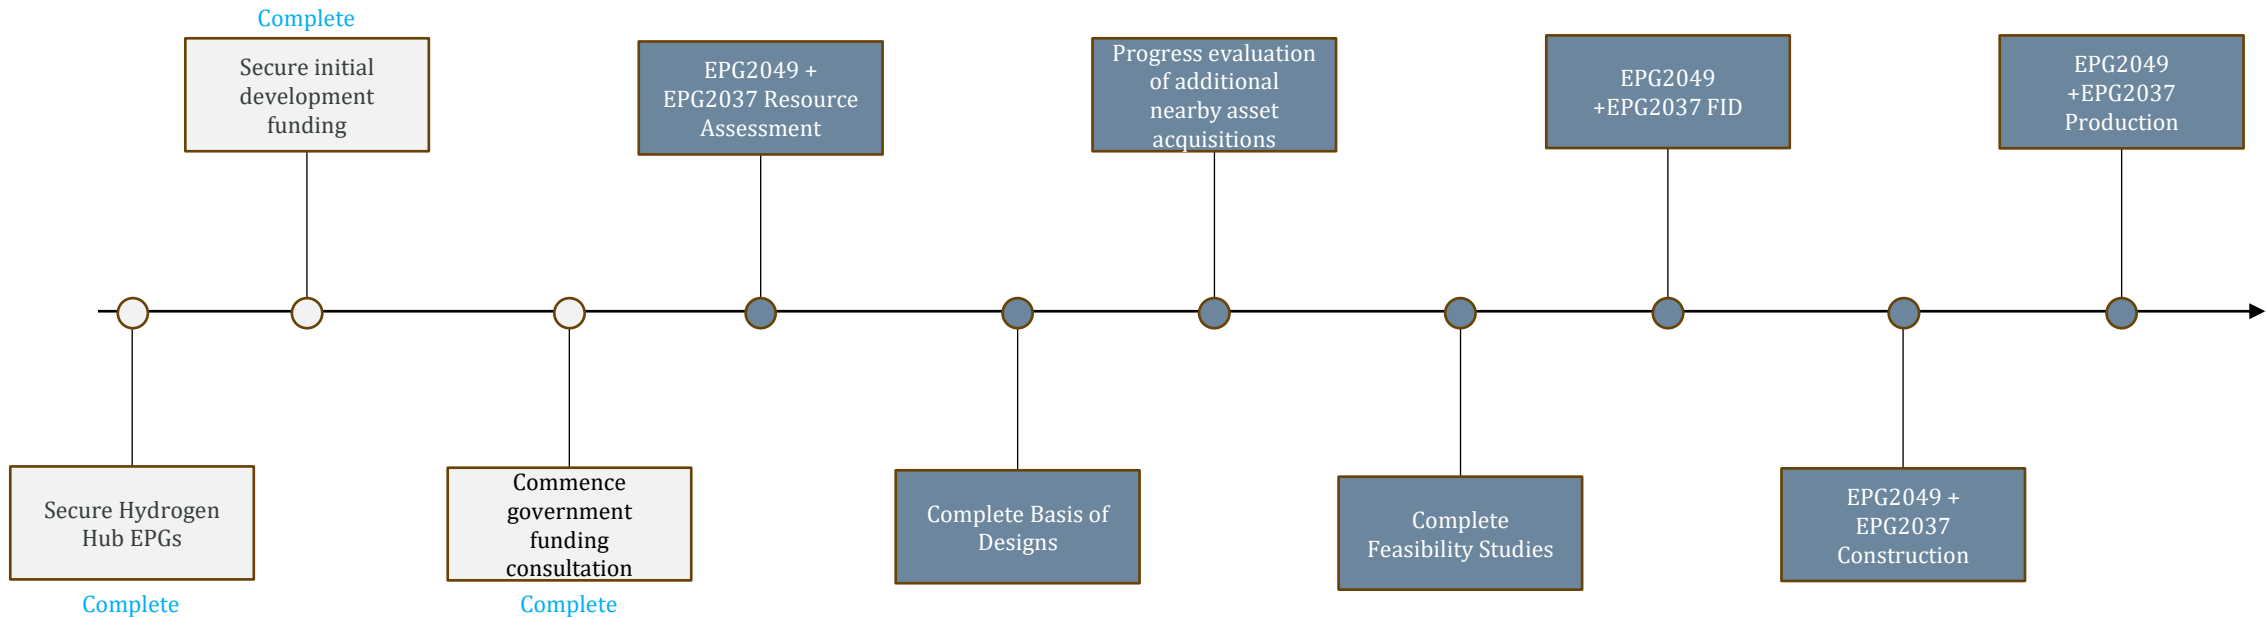 Complete
Secure initial
development
funding
EPG2049 +
EPG2037 Resource
Assessment
Progress evaluation
of additional
nearby asset
acquisitions
EPG2049
+EPG2037 FID
EPG2049
+EPG2037
Production
Secure Hydrogen
Hub EPGs
Complete
Commence
government
funding
consultation
Complete
Complete Basis of
Designs
Complete
Feasibility Studies
EPG2049 +
EPG2037
Construction